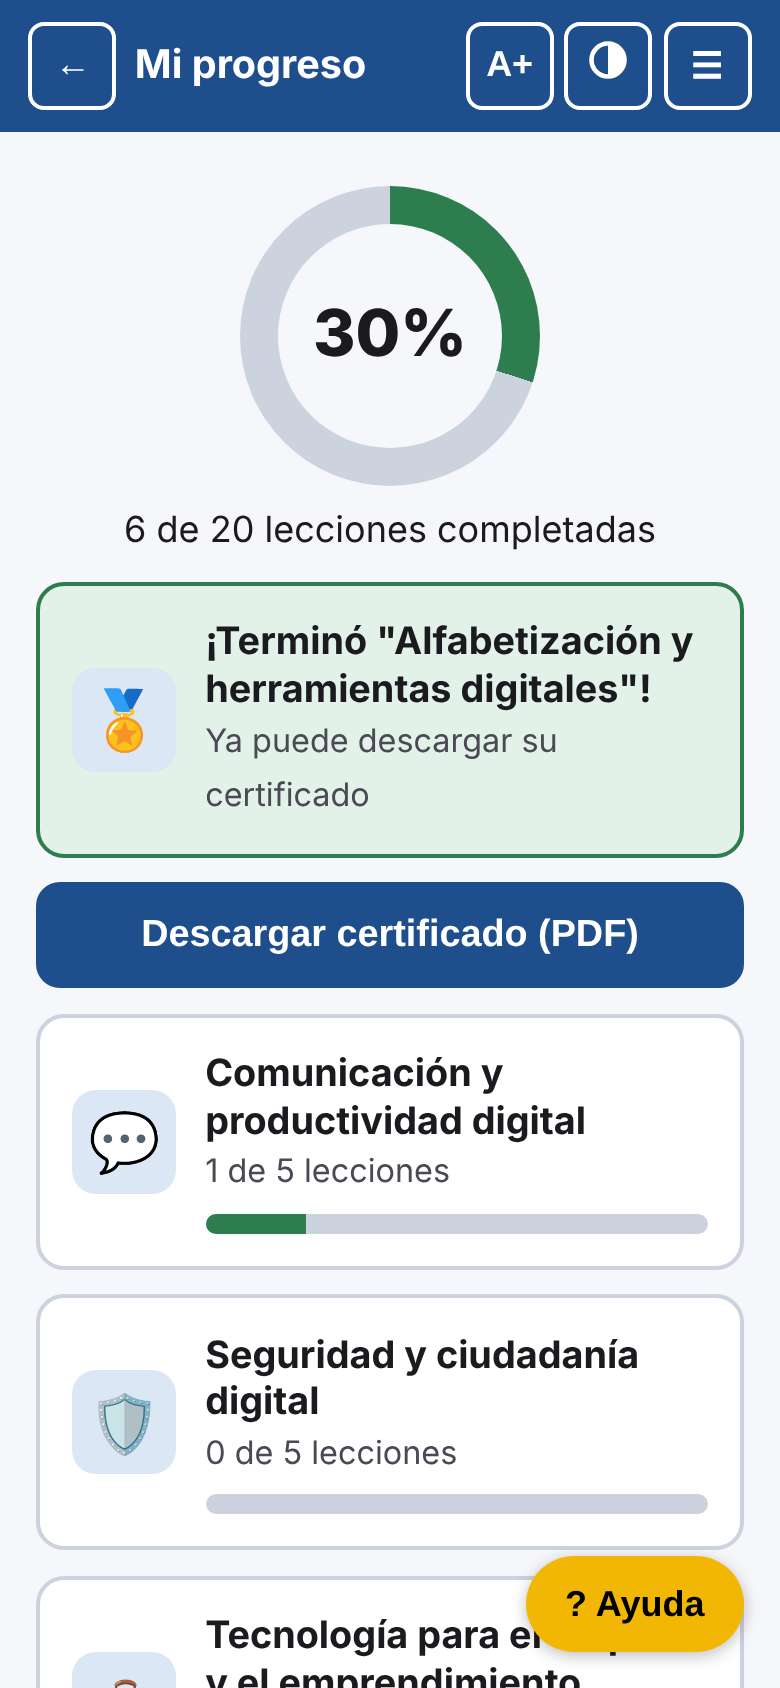 ← Mi progreso A+ ☰
30%
6 de 20 lecciones completadas
¡Terminó "Alfabetización y
herramientas digitales"!
Ya puede descargar su
certificado
Descargar certificado (PDF)
Comunicación y
productividad digital
1 de 5 lecciones
Seguridad y ciudadanía
digital
0 de 5 lecciones
? Ayuda
Tecnología para el
y el emprendimiento